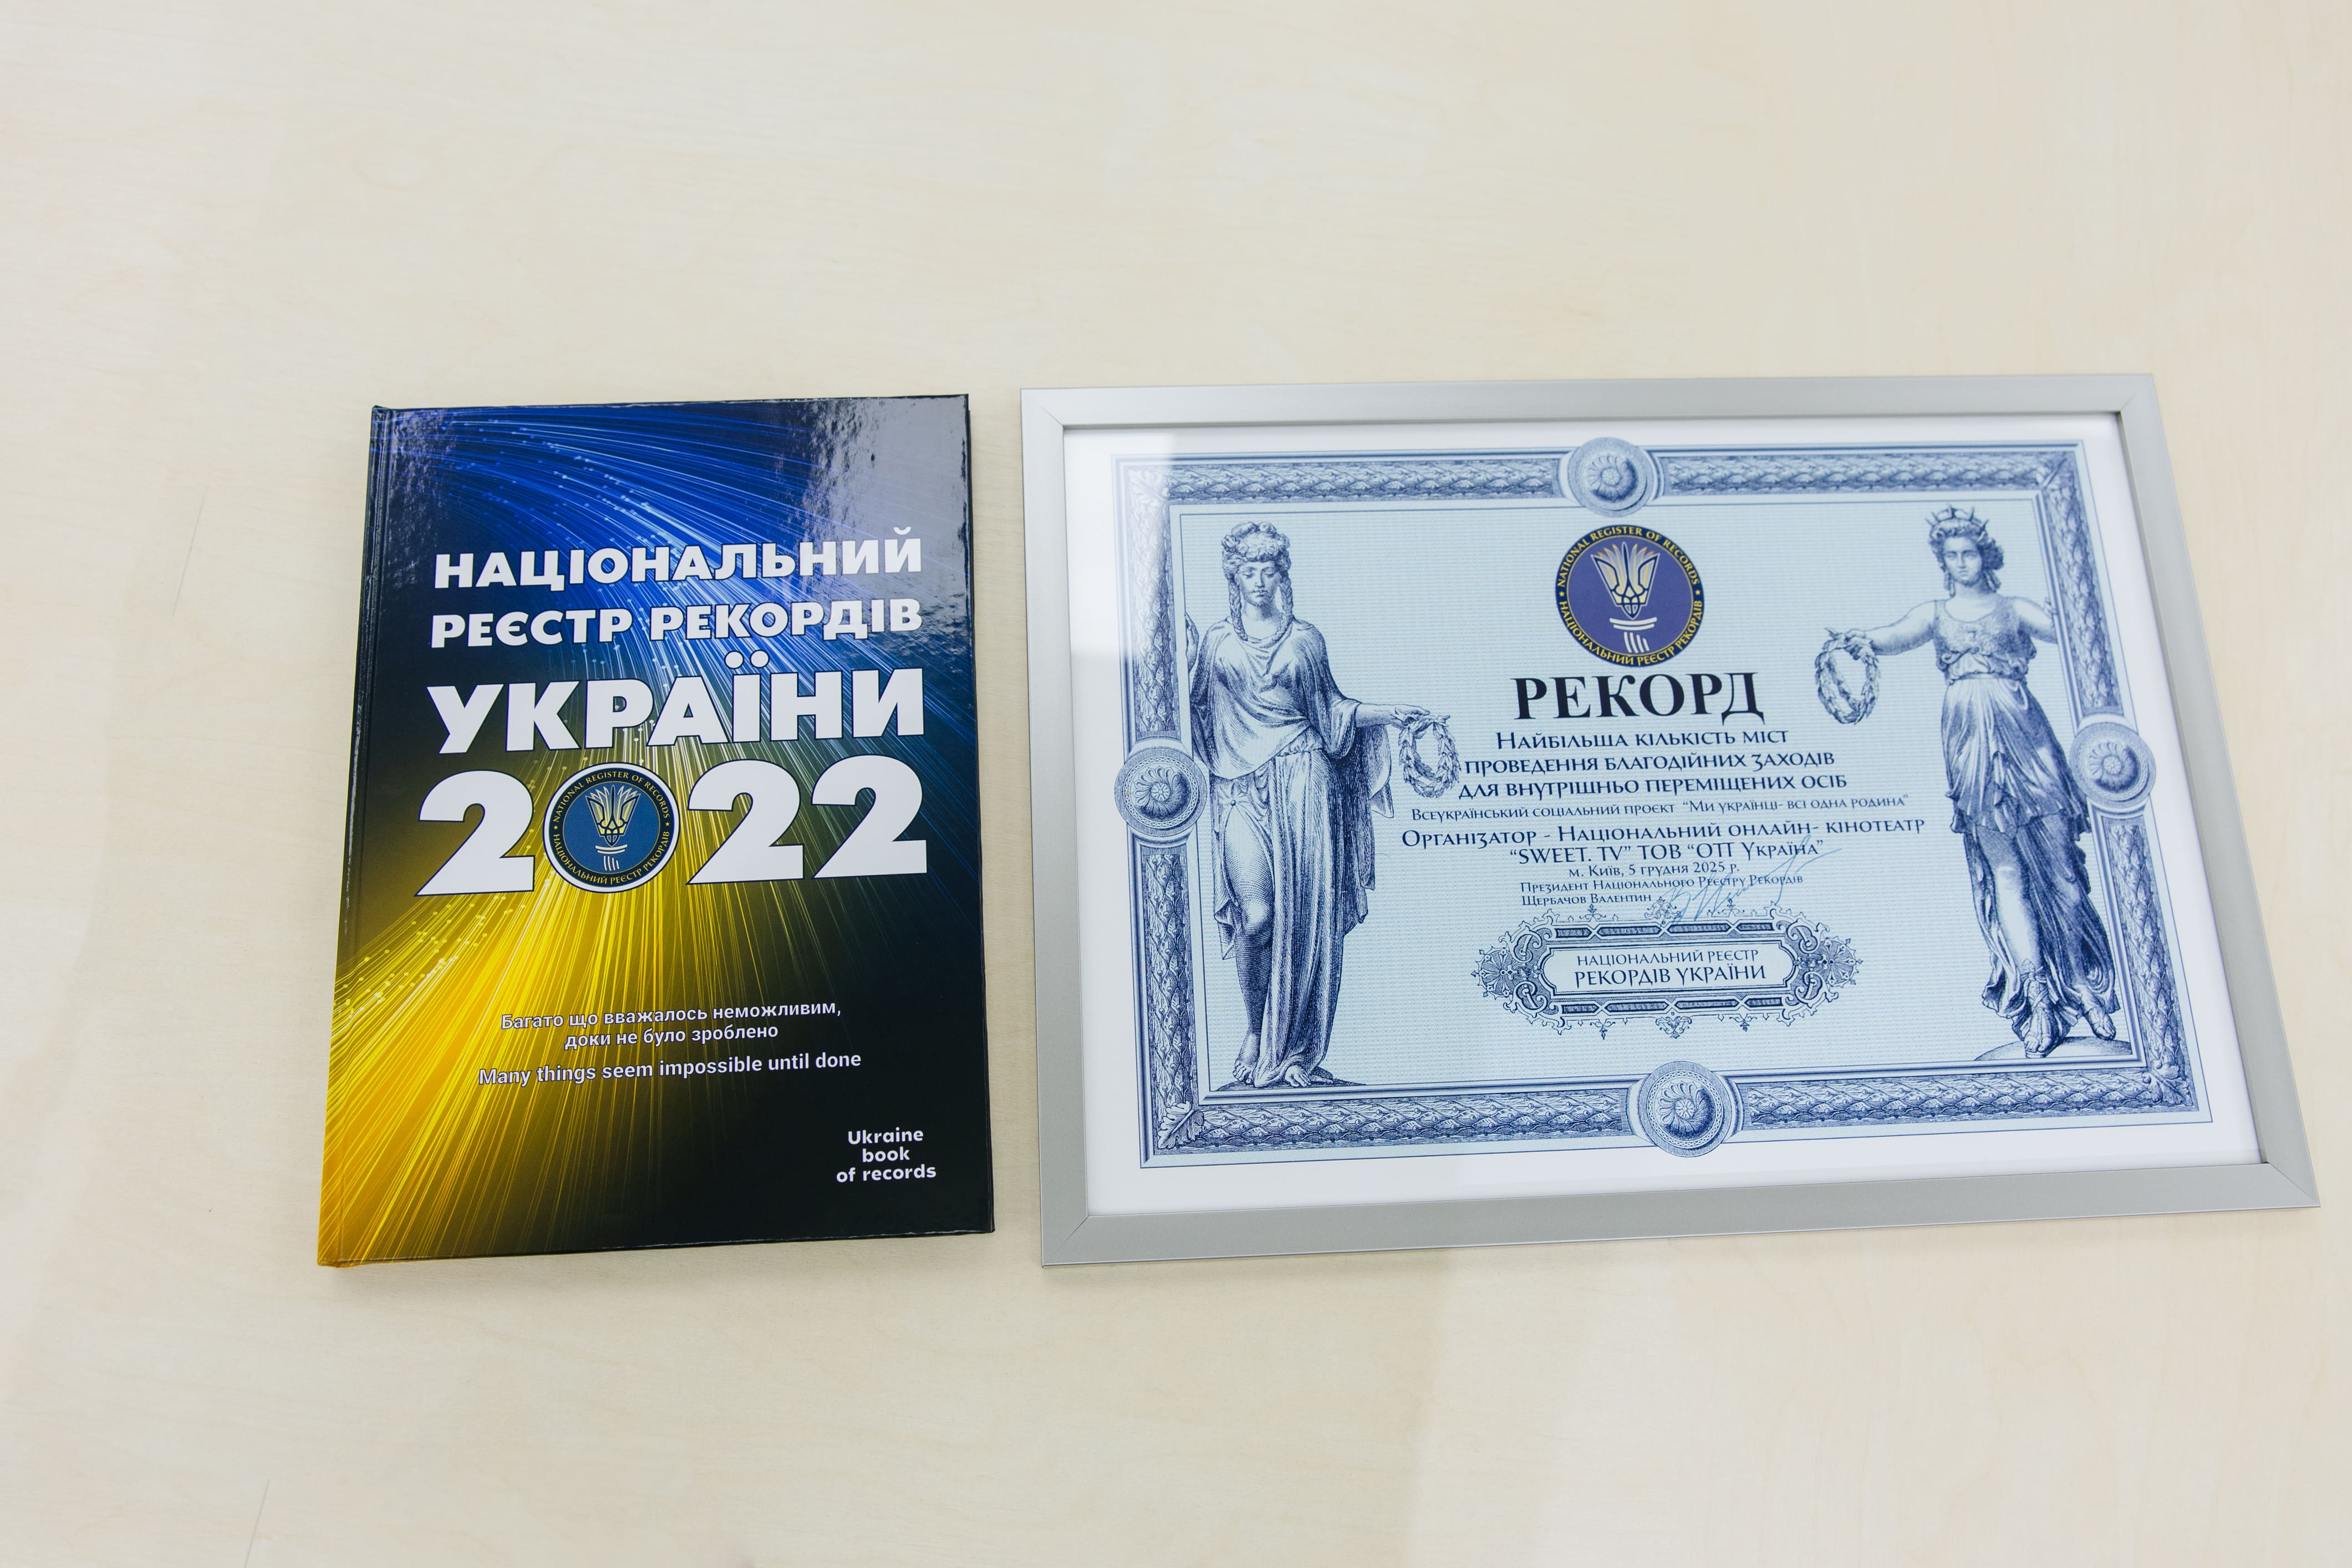 НАЦІОНАЛЬНИЙ
РЕЄСТР РЕКОРДІВ
УКРАЇНИ
2022
NATIONAL REGISTER OF RECORDS
НАЦІОНАЛЬНИЙ РЕЄСТР РЕКОРДІВ
Багато що вважалось неможливим,
доки не було зроблено
Many things seem impossible until done
Ukraine
book
of records
NATIONAL REGISTER OF RECORDS
НАЦІОНАЛЬНИЙ РЕЄСТР РЕКОРДІВ
РЕКОРД
Найбільша кількість міст
проведення благодійних заходів
для внутрішньо переміщених осіб
Всеукраїнський соціальний проєкт "Ми українці- всі одна родина"
Організатор - Національний онлайн- кінотеатр
"SWEET. TV" ТОВ "ОТТ Україна"
м. Київ, 5 грудня 2025 р.
Президент Національного Реєстру Рекордів
Щербачов Валентин
НАЦІОНАЛЬНИЙ РЕЄСТР
РЕКОРДІВ УКРАЇНИ